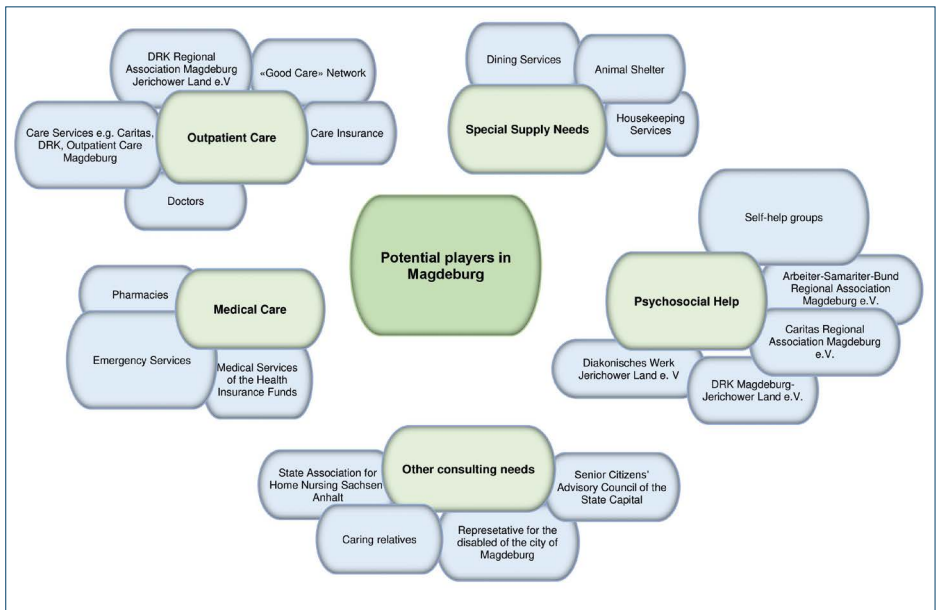 DRK Regional
Association Magdeburg
Jerichower Land e.V
«Good Care» Network
Care Services e.g. Caritas,
DRK, Outpatient Care
Magdeburg
Outpatient Care
Care Insurance
Doctors
Dining Services
Animal Shelter
Special Supply Needs
Housekeeping
Services
Potential players in
Magdeburg
Self-help groups
Psychosocial Help
Arbeiter-Samariter-Bund
Regional Association
Magdeburg e.V.
Caritas Regional
Association Magdeburg
e.V.
Diakonisches Werk
Jerichower Land e. V
DRK Magdeburg-
Jerichower Land e.V.
Pharmacies
Medical Care
Emergency Services
Medical Services
of the Health
Insurance Funds
Other consulting needs
State Association for
Home Nursing Sachsen
Anhalt
Senior Citizens'
Advisory Council of the
State Capital
Caring relatives
Represetative for the
disabled of the city of
Magdeburg